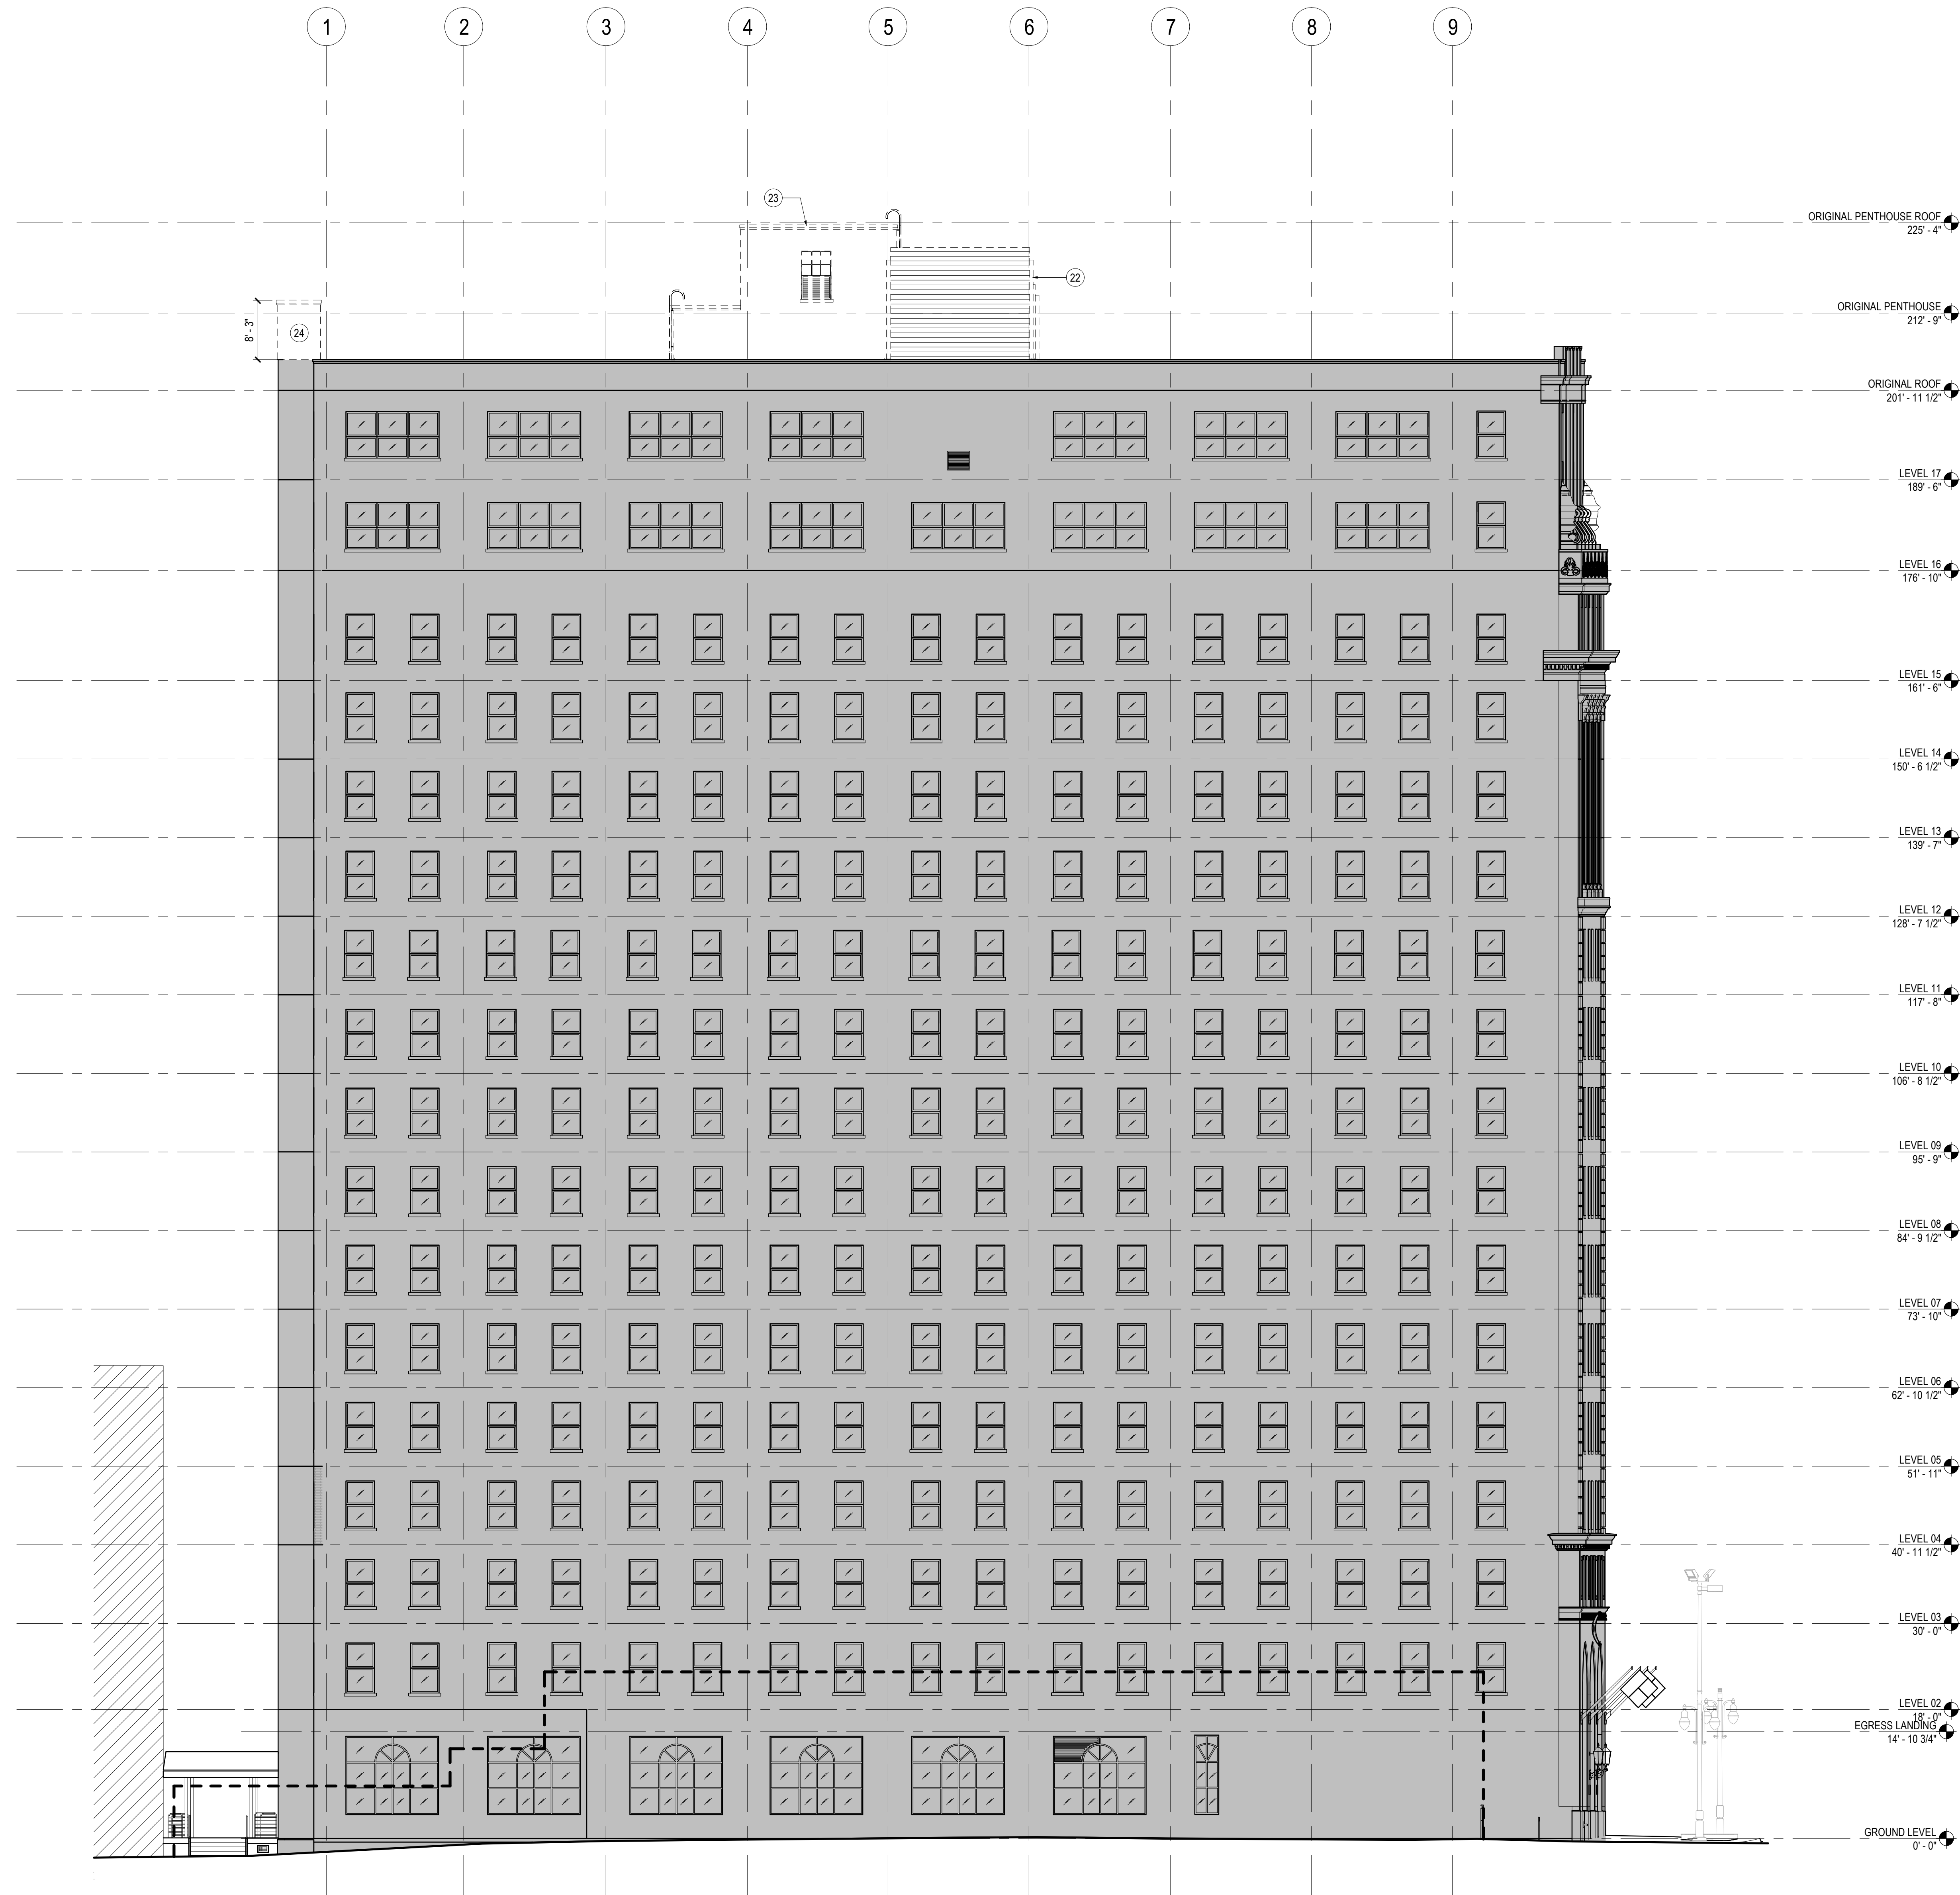 1 2 3 4 5 6 7 8 9
23
22
24
8' - 3"
ORIGINAL PENTHOUSE ROOF
225' - 4"
ORIGINAL PENTHOUSE
212' - 9"
ORIGINAL ROOF
201' - 11 1/2"
LEVEL 17
189' - 6"
LEVEL 16
176' - 10"
LEVEL 15
161' - 6"
LEVEL 14
150' - 6 1/2"
LEVEL 13
139' - 7"
LEVEL 12
128' - 7 1/2"
LEVEL 11
117' - 8"
LEVEL 10
106' - 8 1/2"
LEVEL 09
95' - 9"
LEVEL 08
84' - 9 1/2"
LEVEL 07
73' - 10"
LEVEL 06
62' - 10 1/2"
LEVEL 05
51' - 11"
LEVEL 04
40' - 11 1/2"
LEVEL 03
30' - 0"
LEVEL 02
18' - 0"
EGRESS LANDING
14' - 10 3/4"
GROUND LEVEL
0' - 0"